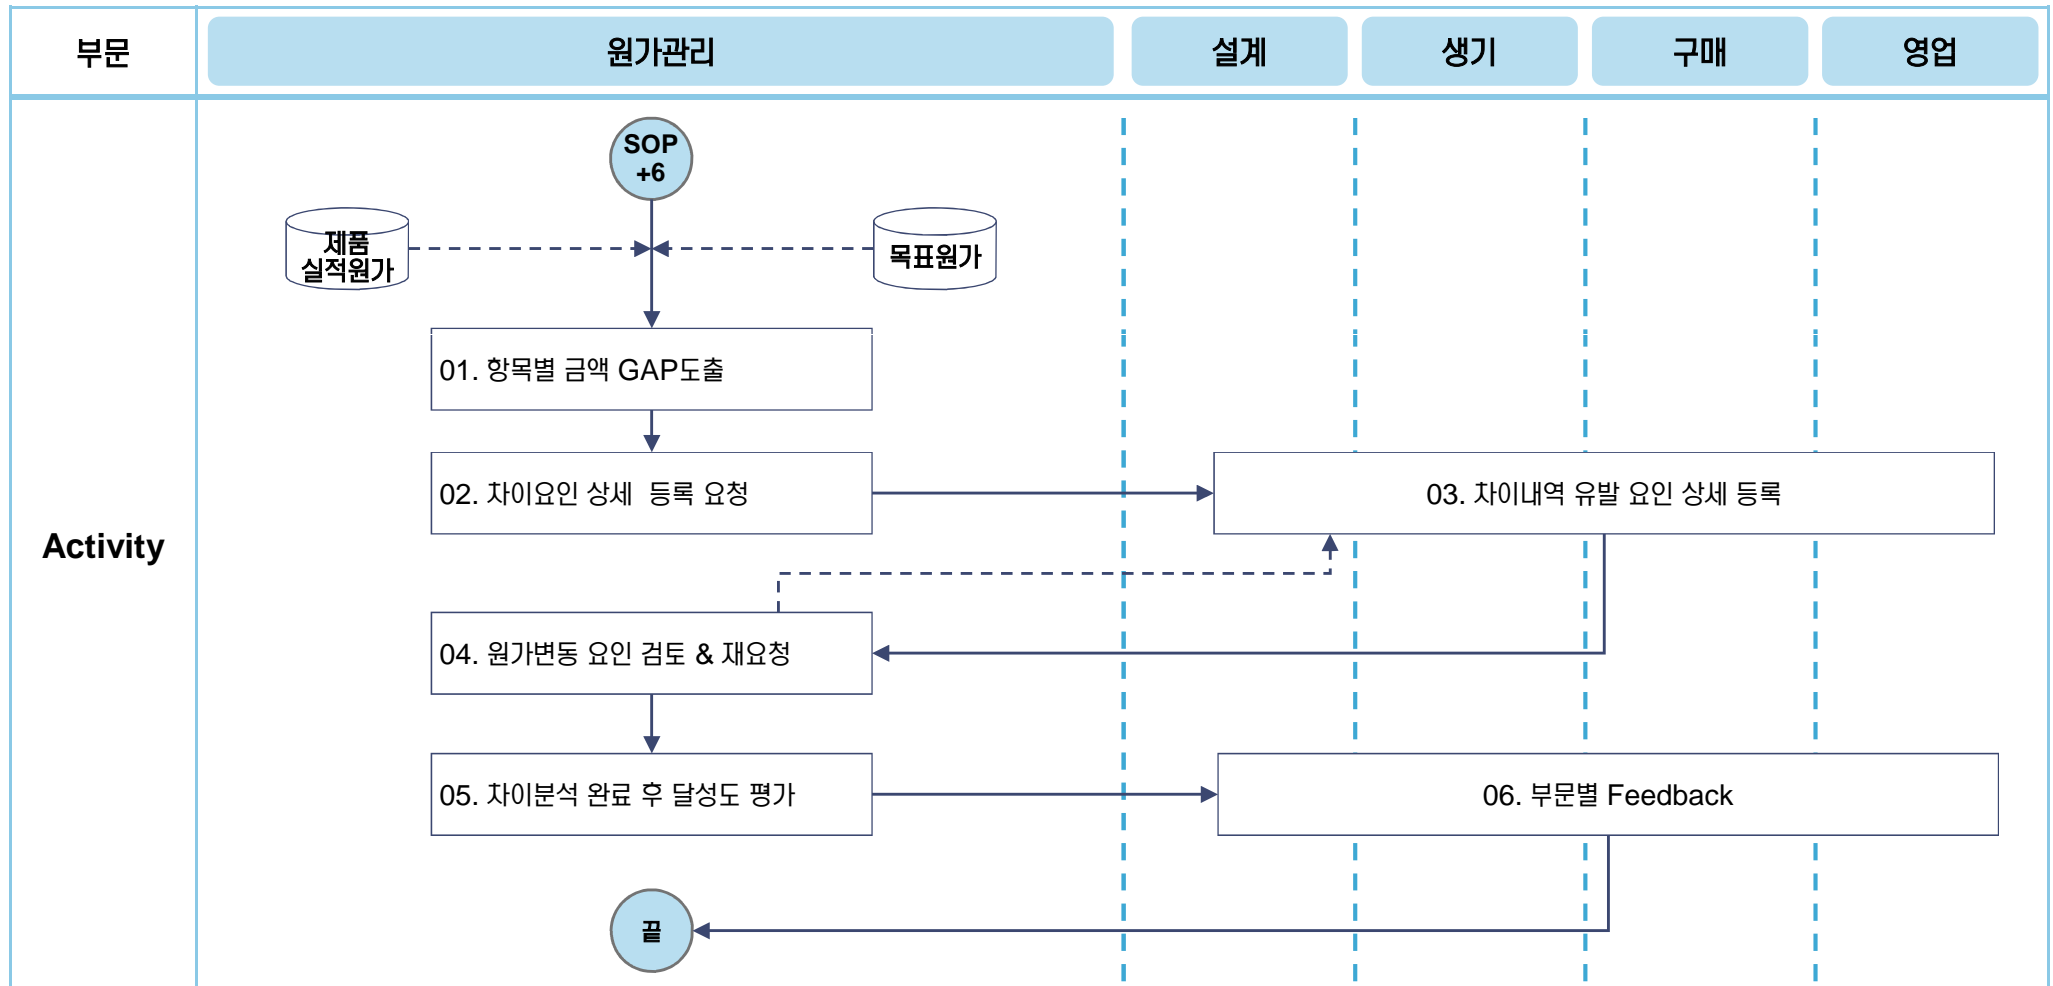 부문
원가관리
설계
생기
구매
영업
Activity
SOP
+6
제품
실적원가
목표원가
01. 항목별 금액 GAP도출
02. 차이요인 상세 등록 요청
03. 차이내역 유발 요인 상세 등록
04. 원가변동 요인 검토 & 재요청
05. 차이분석 완료 후 달성도 평가
06. 부문별 Feedback
끝